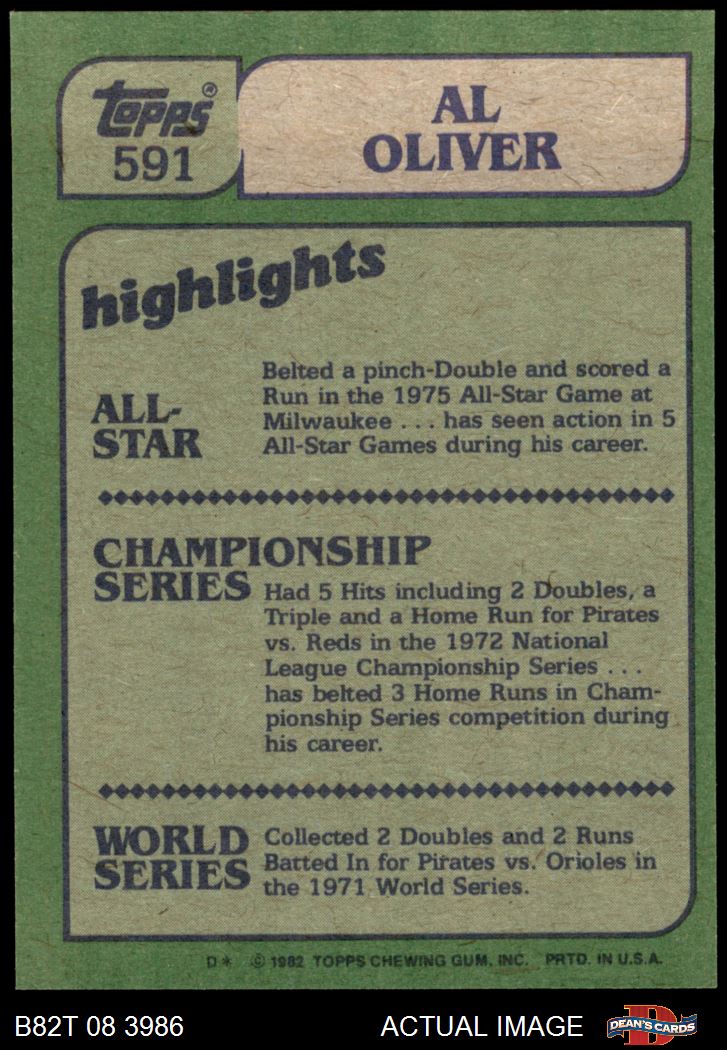 topps®
591
AL
OLIVER
highlights
ALL-
STAR
Belted a pinch-Double and scored a
Run in the 1975 All-Star Game at
Milwaukee . . . has seen action in 5
All-Star Games during his career.
CHAMPIONSHIP
SERIES
Had 5 Hits including 2 Doubles, a
Triple and a Home Run for Pirates
vs. Reds in the 1972 National
League Championship Series . . .
has belted 3 Home Runs in Cham-
pionship Series competition during
his career.
WORLD
SERIES
Collected 2 Doubles and 2 Runs
Batted In for Pirates vs. Orioles in
the 1971 World Series.
D* © 1982 TOPPS CHEWING GUM, INC. PRTD. IN U.S.A.
B82T 08 3986 ACTUAL IMAGE D DEAN'S CARDS